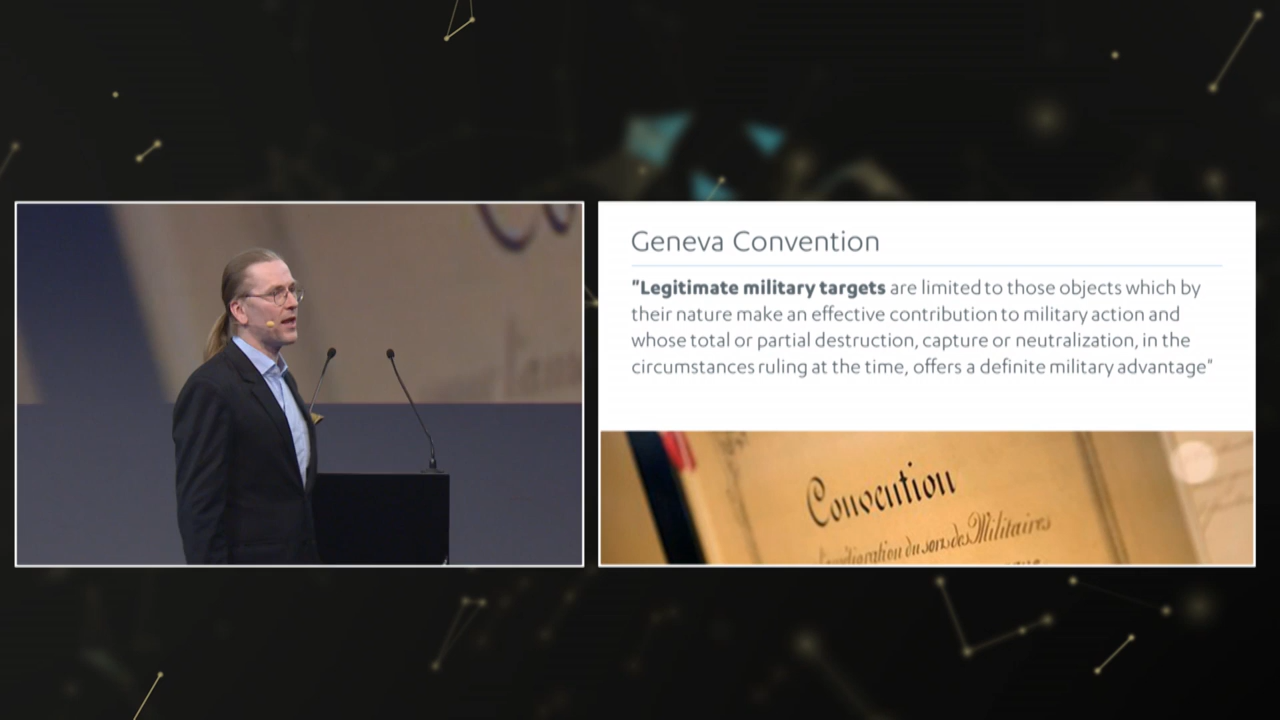 Geneva Convention
"Legitimate military targets are limited to those objects which by
their nature make an effective contribution to military action and
whose total or partial destruction, capture or neutralization, in the
circumstances ruling at the time, offers a definite military advantage"
Convention
des Militaires